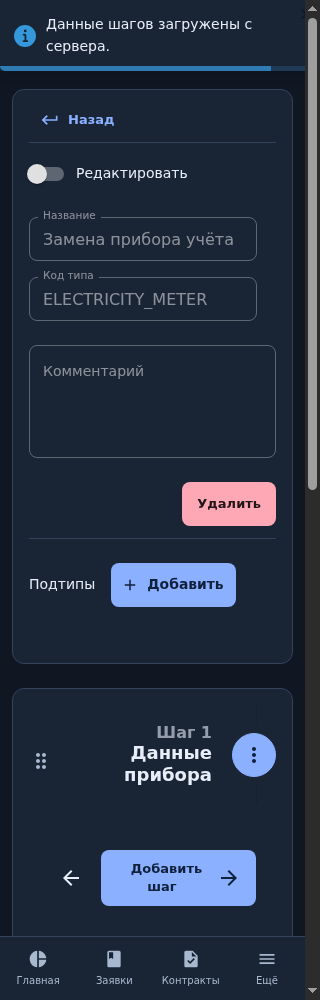 Данные шагов загружены с
сервера.
Назад
Редактировать
Название
Замена прибора учёта
Код типа
ELECTRICITY_METER
Комментарий
Удалить
Подтипы
Добавить
Шаг 1
Данные
прибора
Добавить
шаг
Главная
Заявки
Контракты
Ещё